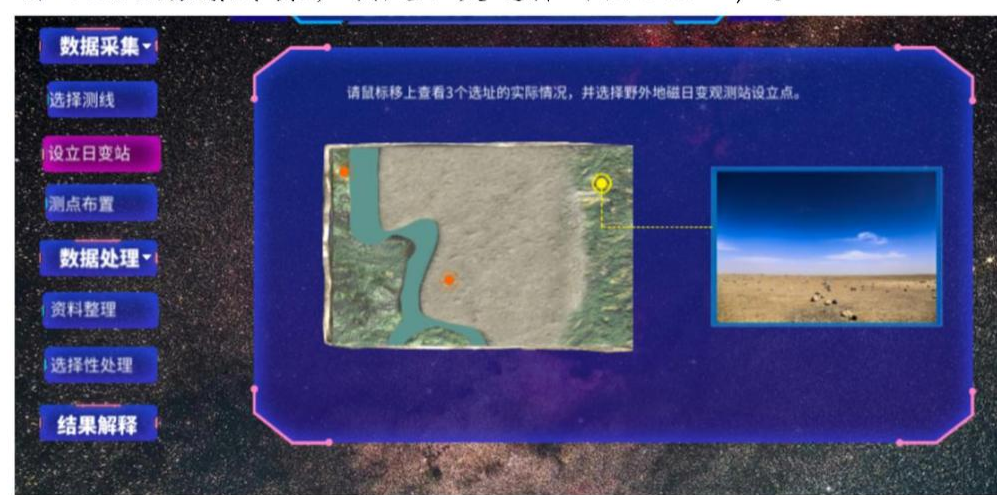 数据采集
选择测线
设立日变站
测点布置
数据处理
资料整理
选择性处理
结果解释
请鼠标移上查看3个选址的实际情况，并选择野外地磁日变观测站设立点。